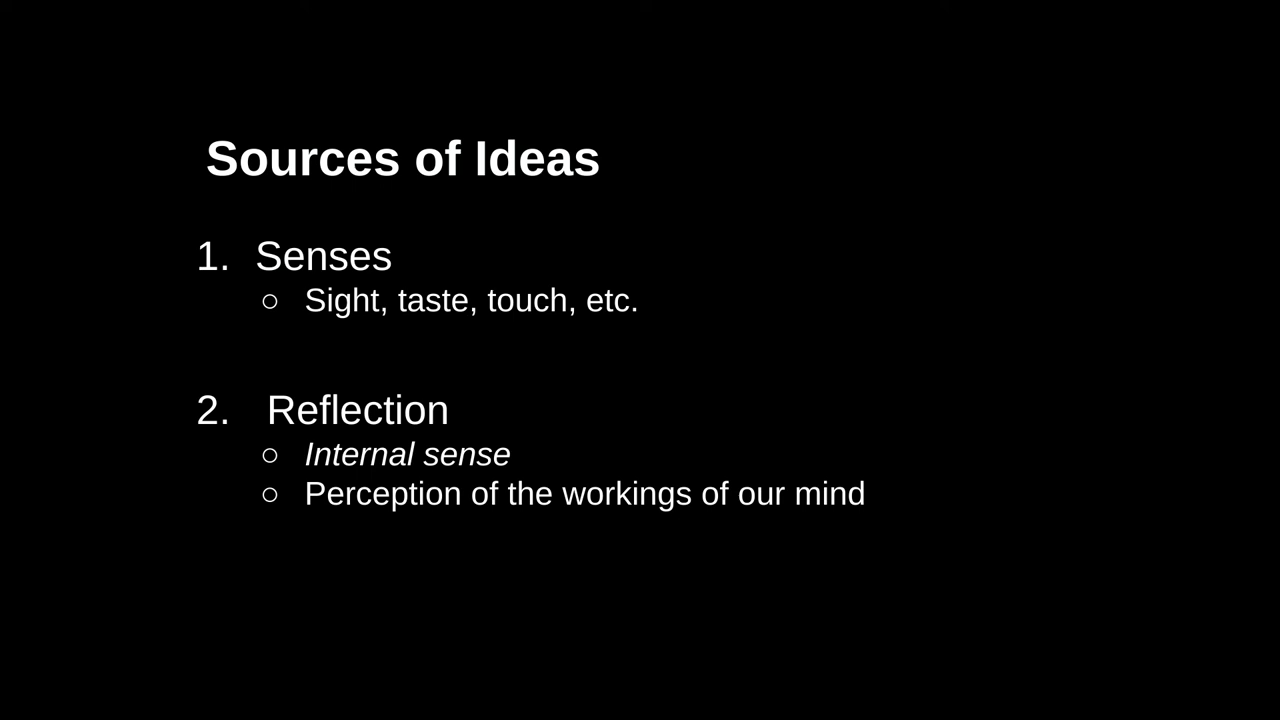 Sources of Ideas
1. Senses
○ Sight, taste, touch, etc.
2. Reflection
○ Internal sense
○ Perception of the workings of our mind